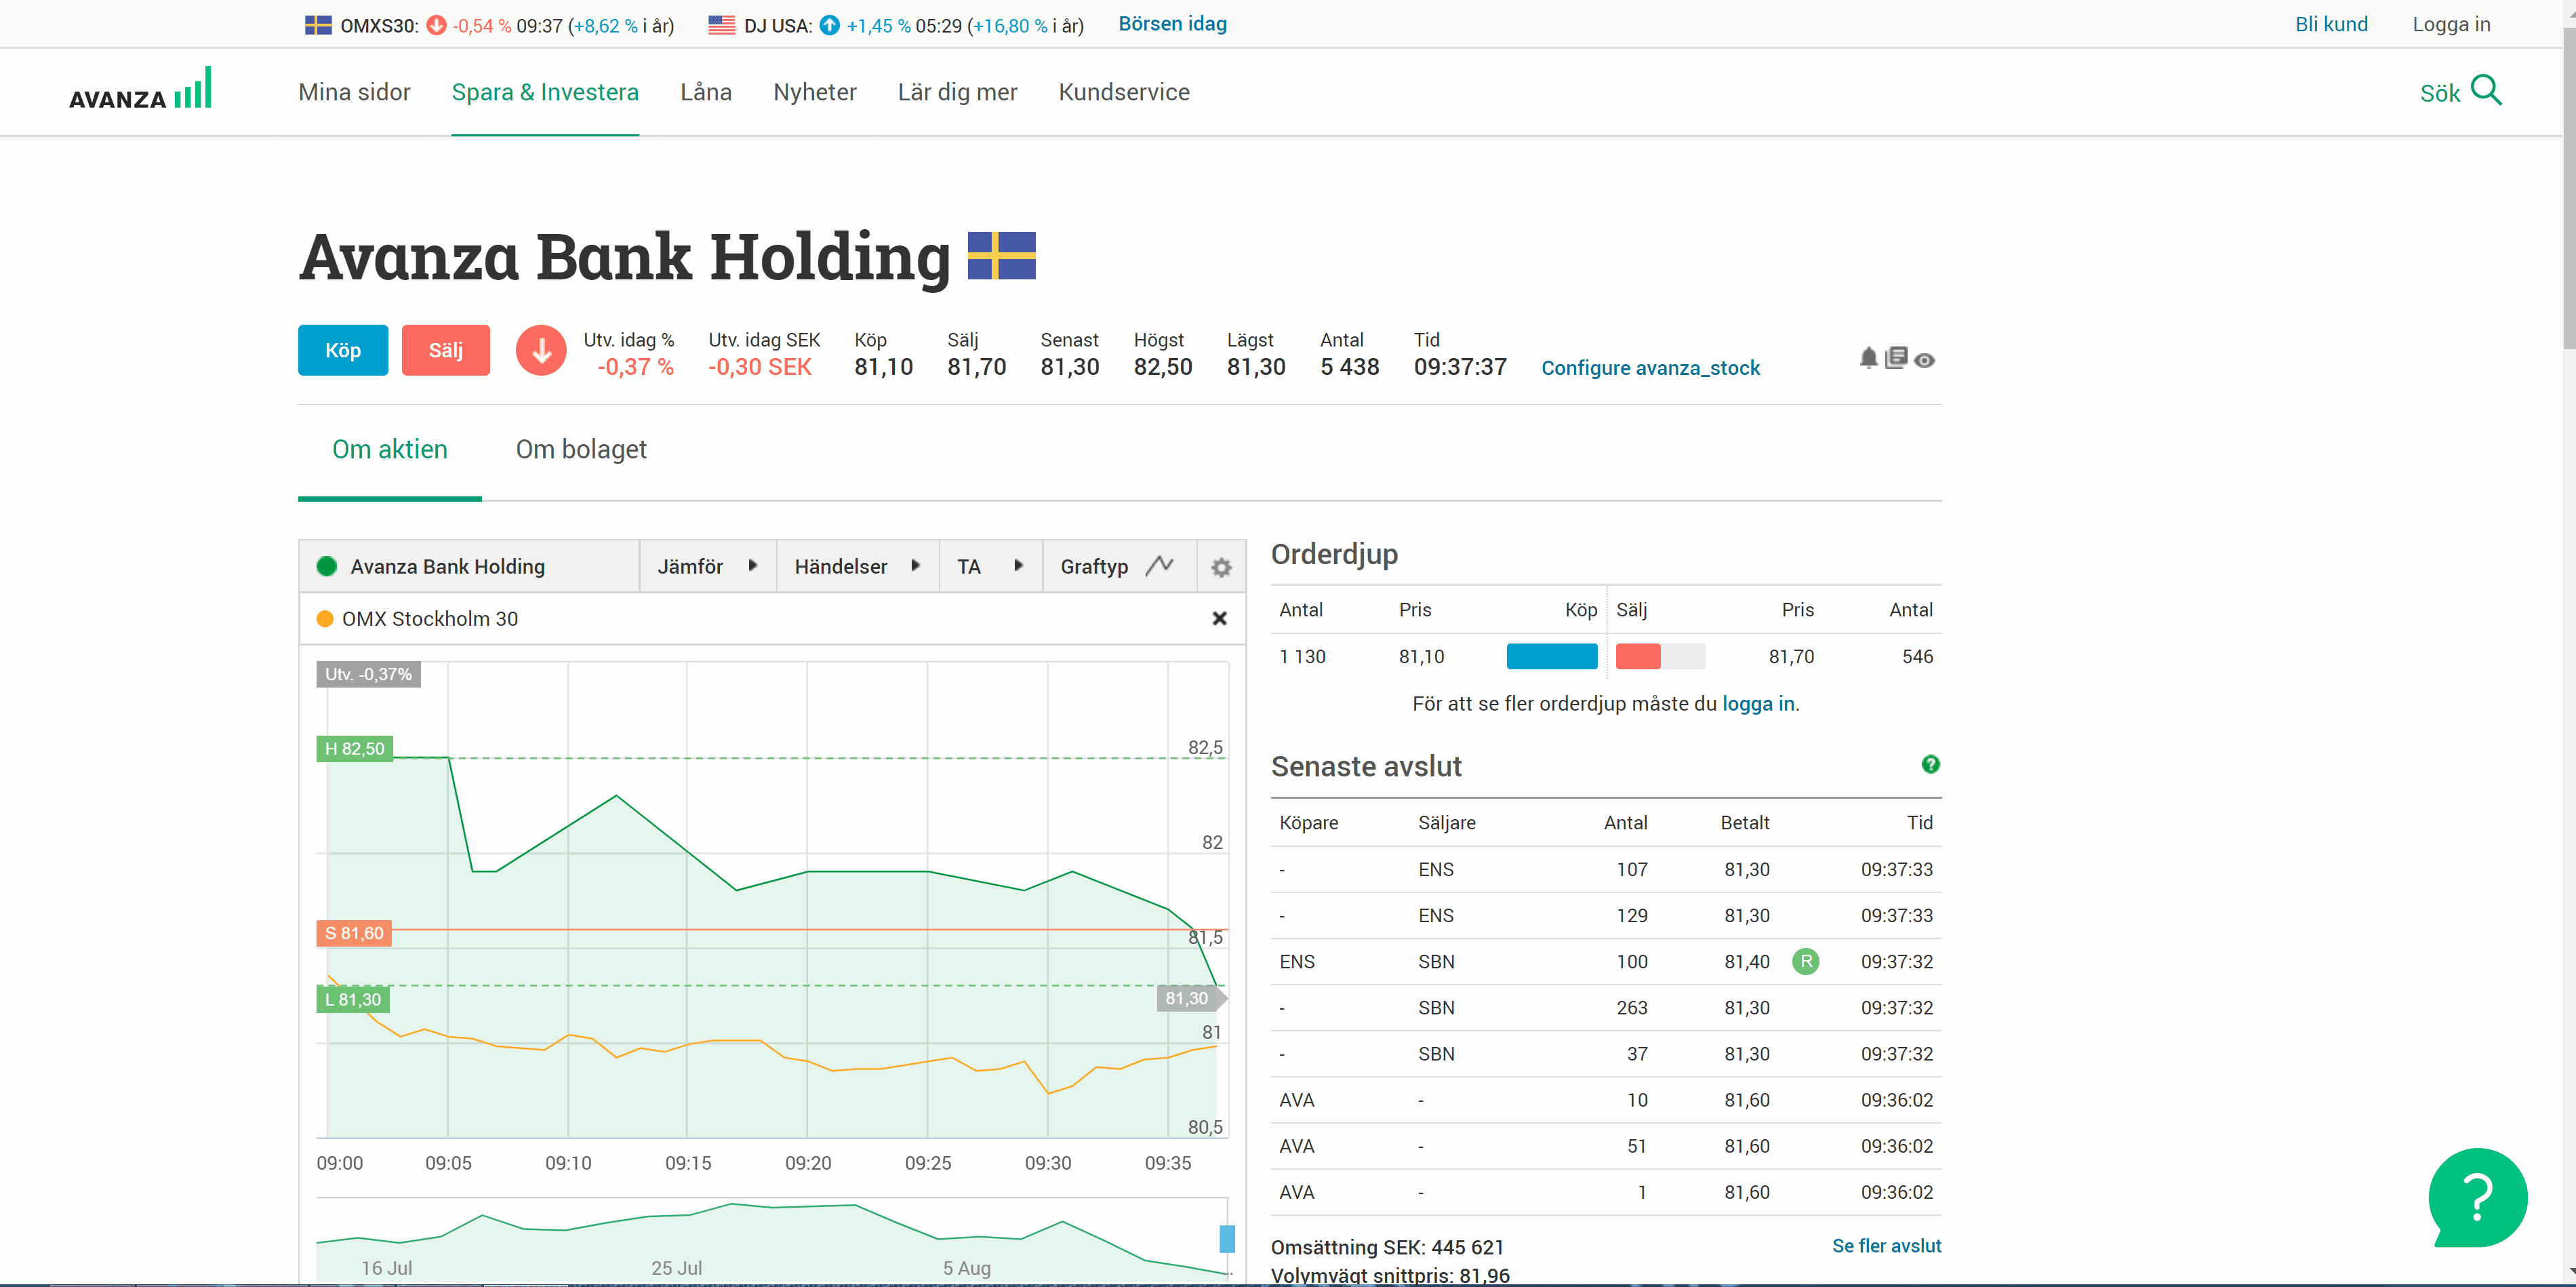 OMXS30: -0,54 % 09:37 (+8,62 % i år) DJ USA: +1,45 % 05:29 (+16,80 % i år) Börsen idag Bli kund Logga in
AVANZA Mina sidor Spara & Investera Låna Nyheter Lär dig mer Kundservice Sök
Avanza Bank Holding
Köp Sälj
Utv. idag % Utv. idag SEK Köp Sälj Senast Högst Lägst Antal Tid
-0,37 % -0,30 SEK 81,10 81,70 81,30 82,50 81,30 5 438 09:37:37 Configure avanza_stock
Om aktien Om bolaget
Avanza Bank Holding Jämför Händelser TA Graftyp
OMX Stockholm 30
Utv. -0,37%
H 82,50
82,5
82
S 81,60
81,5
L 81,30
81,30
81
80,5
09:00 09:05 09:10 09:15 09:20 09:25 09:30 09:35
16 Jul 25 Jul 5 Aug
Orderdjup
Antal Pris Köp Sälj Pris Antal
1 130 81,10 81,70 546
För att se fler orderdjup måste du logga in.
Senaste avslut ?
Köpare Säljare Antal Betalt Tid
- ENS 107 81,30 09:37:33
- ENS 129 81,30 09:37:33
ENS SBN 100 81,40 R 09:37:32
- SBN 263 81,30 09:37:32
- SBN 37 81,30 09:37:32
AVA - 10 81,60 09:36:02
AVA - 51 81,60 09:36:02
AVA - 1 81,60 09:36:02
Omsättning SEK: 445 621 Se fler avslut
Volymvägt snittpris: 81,96
?